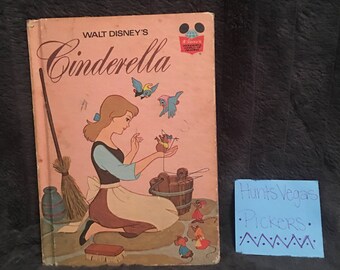 WALT DISNEY'S
Cinderella
Hunts Vegas
Pickers